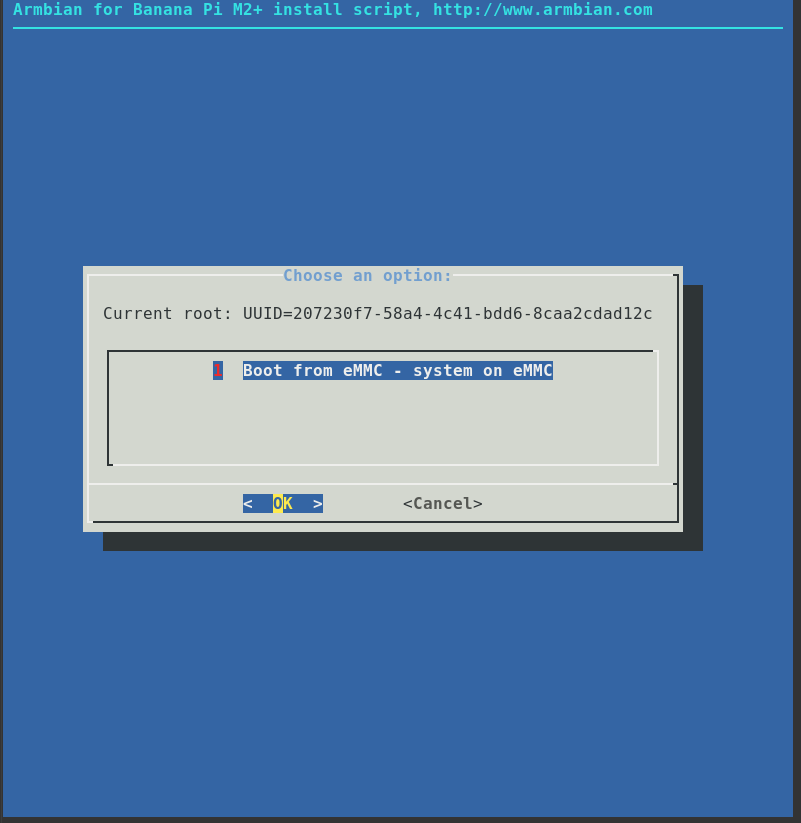 Armbian for Banana Pi M2+ install script, http://www.armbian.com
Choose an option:
Current root: UUID=207230f7-58a4-4c41-bdd6-8caa2cdad12c
1  Boot from eMMC - system on eMMC
<  OK  >        <Cancel>